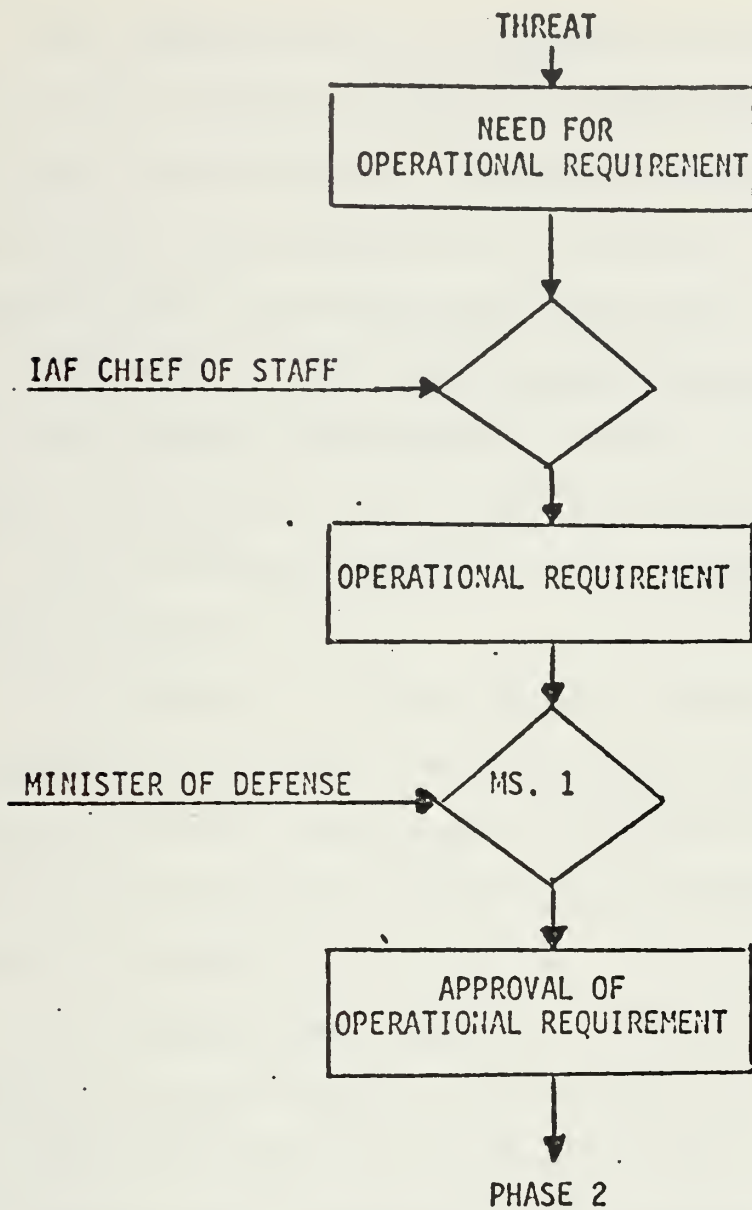 THREAT
NEED FOR
OPERATIONAL REQUIREMENT
IAF CHIEF OF STAFF
OPERATIONAL REQUIREMENT
MINISTER OF DEFENSE
MS. 1
APPROVAL OF
OPERATIONAL REQUIREMENT
PHASE 2